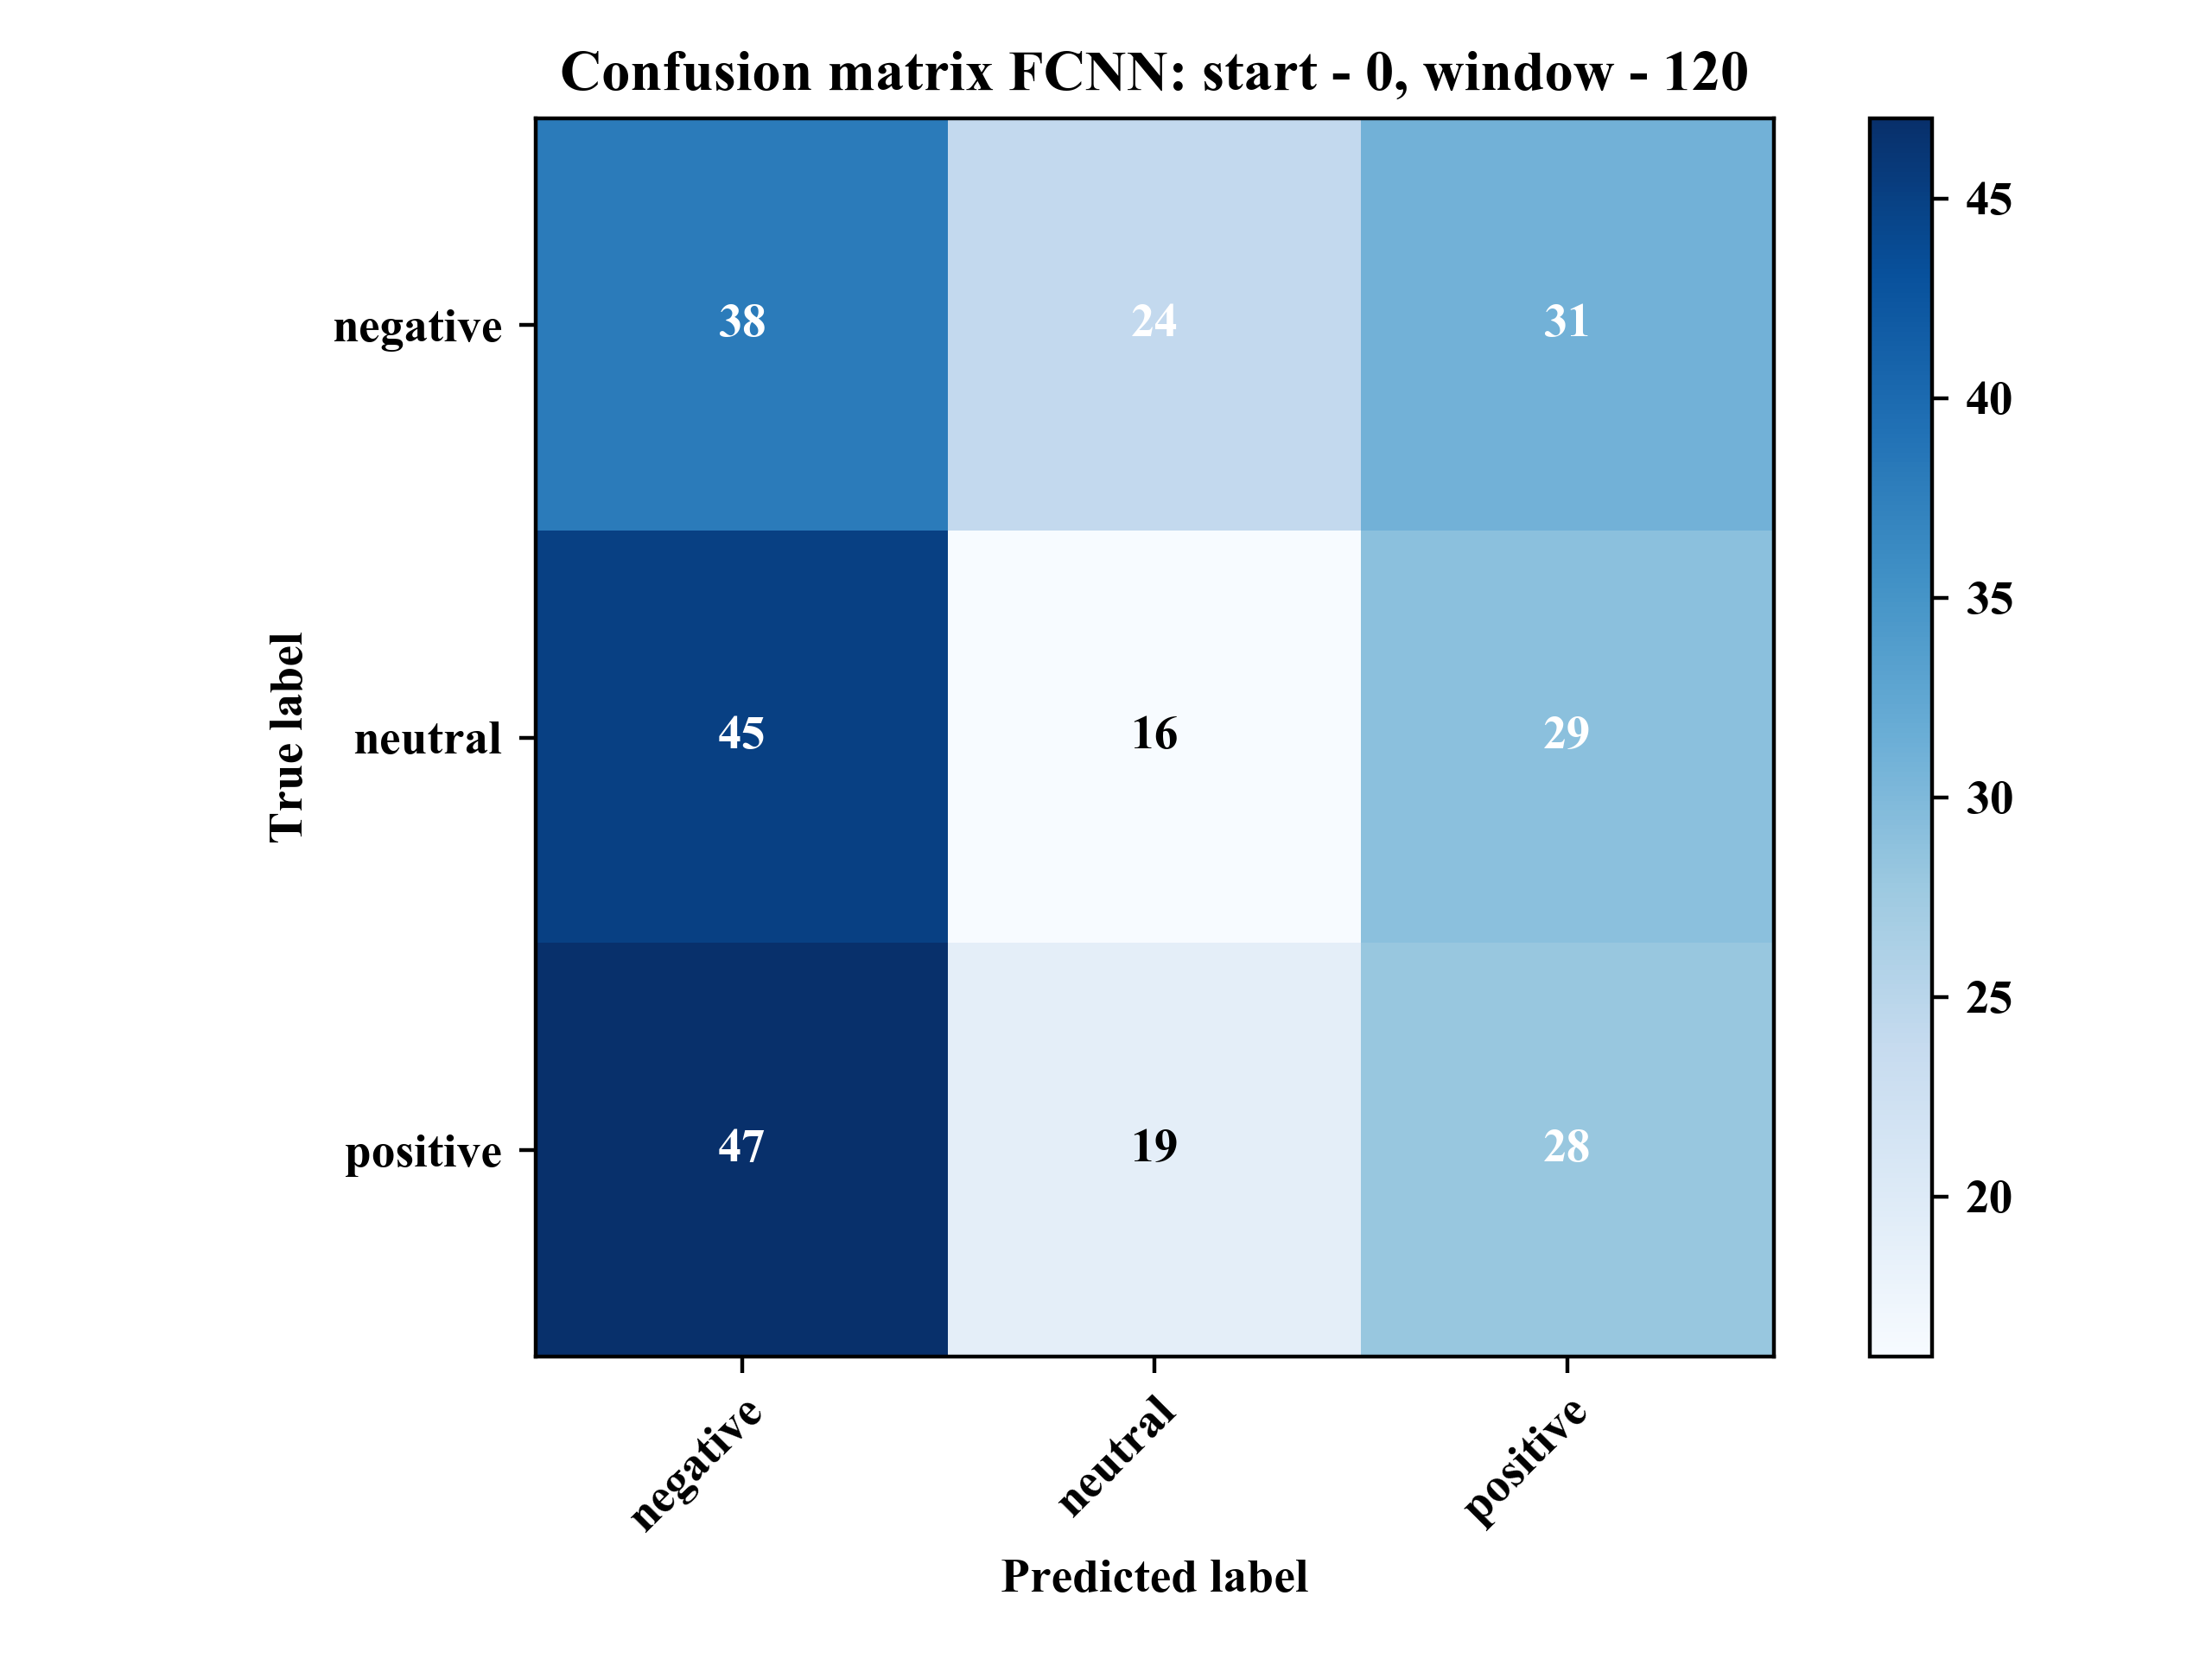 Confusion matrix FCNN: start - 0, window - 120
True label
negative
38
24
31
neutral
45
16
29
positive
47
19
28
negative
neutral
positive
Predicted label
45
40
35
30
25
20